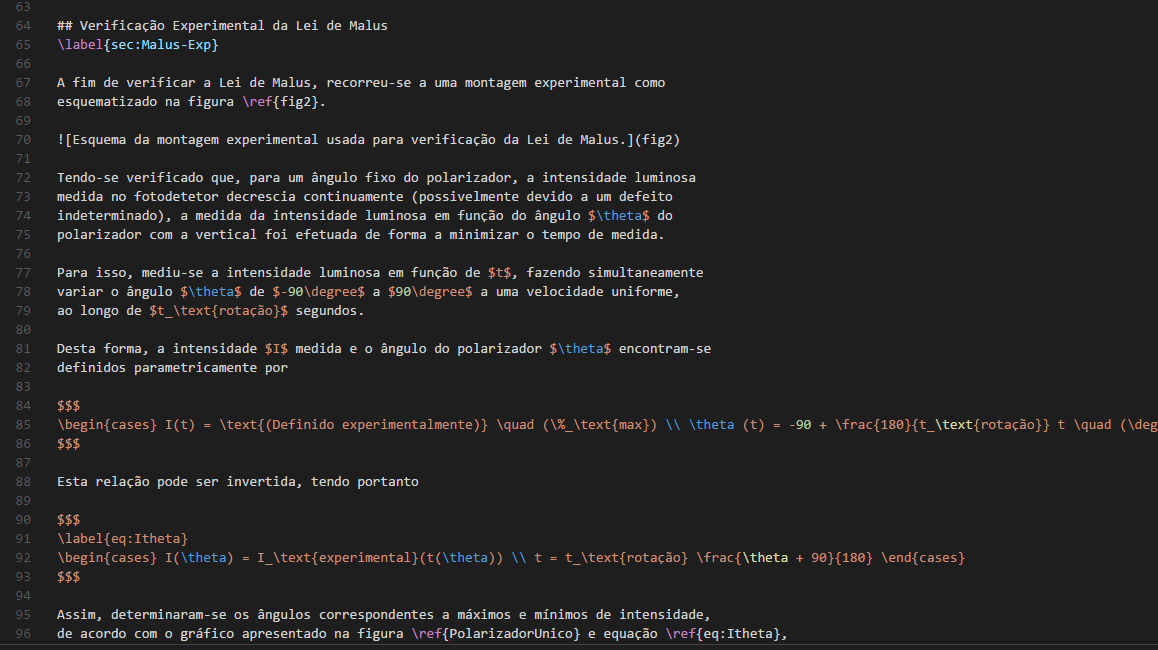 63
64 ## Verificação Experimental da Lei de Malus
65 \label{sec:Malus-Exp}
66
67 A fim de verificar a Lei de Malus, recorreu-se a uma montagem experimental como
68 esquematizado na figura \ref{fig2}.
69
70 ![Esquema da montagem experimental usada para verificação da Lei de Malus.](fig2)
71
72 Tendo-se verificado que, para um ângulo fixo do polarizador, a intensidade luminosa
73 medida no fotodetetor decrescia continuamente (possivelmente devido a um defeito
74 indeterminado), a medida da intensidade luminosa em função do ângulo $\theta$ do
75 polarizador com a vertical foi efetuada de forma a minimizar o tempo de medida.
76
77 Para isso, mediu-se a intensidade luminosa em função de $t$, fazendo simultaneamente
78 variar o ângulo $\theta$ de $-90\degree$ a $90\degree$ a uma velocidade uniforme,
79 ao longo de $t_\text{rotação}$ segundos.
80
81 Desta forma, a intensidade $I$ medida e o ângulo do polarizador $\theta$ encontram-se
82 definidos parametricamente por
83
84 $$$
85 \begin{cases} I(t) = \text{(Definido experimentalmente)} \quad (\%_\text{max}) \\ \theta (t) = -90 + \frac{180}{t_\text{rotação}} t \quad (\deg
86 $$$
87
88 Esta relação pode ser invertida, tendo portanto
89
90 $$$
91 \label{eq:Itheta}
92 \begin{cases} I(\theta) = I_\text{experimental}(t(\theta)) \\ t = t_\text{rotação} \frac{\theta + 90}{180} \end{cases}
93 $$$
94
95 Assim, determinaram-se os ângulos correspondentes a máximos e mínimos de intensidade,
96 de acordo com o gráfico apresentado na figura \ref{PolarizadorUnico} e equação \ref{eq:Itheta},